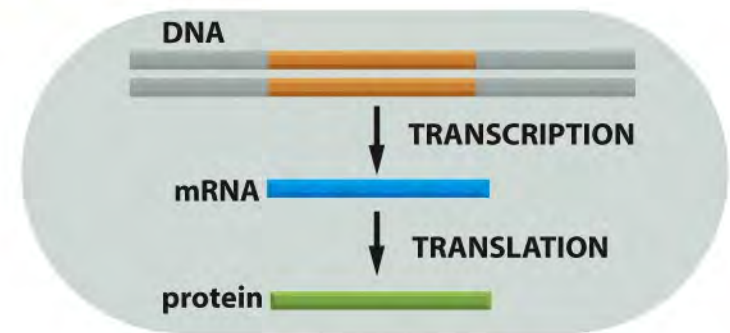 DNA
TRANSCRIPTION
mRNA
TRANSLATION
protein